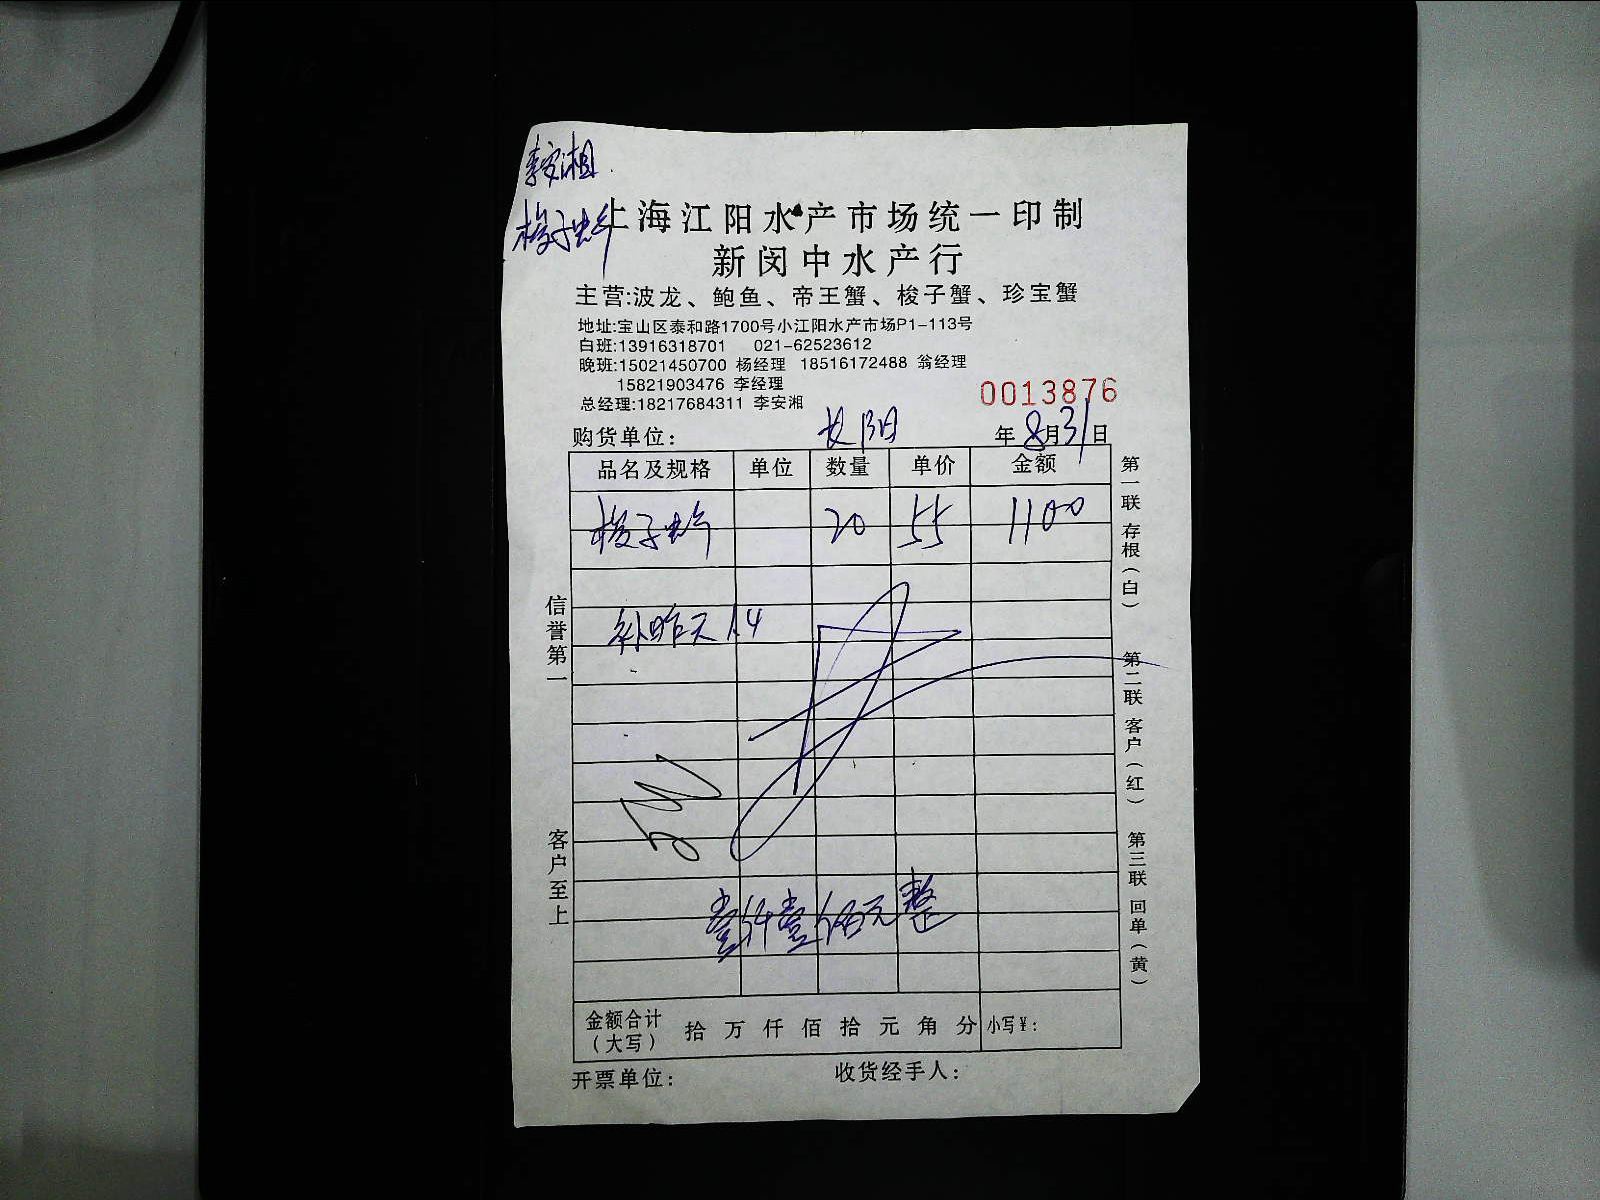 李安湘
梭子蟹
上海江阳水产市场统一印制
新闵中水产行
主营:波龙、鲍鱼、帝王蟹、梭子蟹、珍宝蟹
地址:宝山区泰和路1700号小江阳水产市场P1-113号
白班:13916318701 021-62523612
晚班:15021450700 杨经理 18516172488 翁经理
15821903476 李经理
总经理:18217684311 李安湘
0013876
购货单位: 长阳 年8月31日
品名及规格 单位 数量 单价 金额
梭子蟹 20 55 1100
补昨天 1.4
壹仟壹佰元整
金额合计(大写) 拾 万 仟 佰 拾 元 角 分 小写¥:
开票单位: 收货经手人:
信誉第一
客户至上
第一联 存根(白)
第二联 客户(红)
第三联 回单(黄)